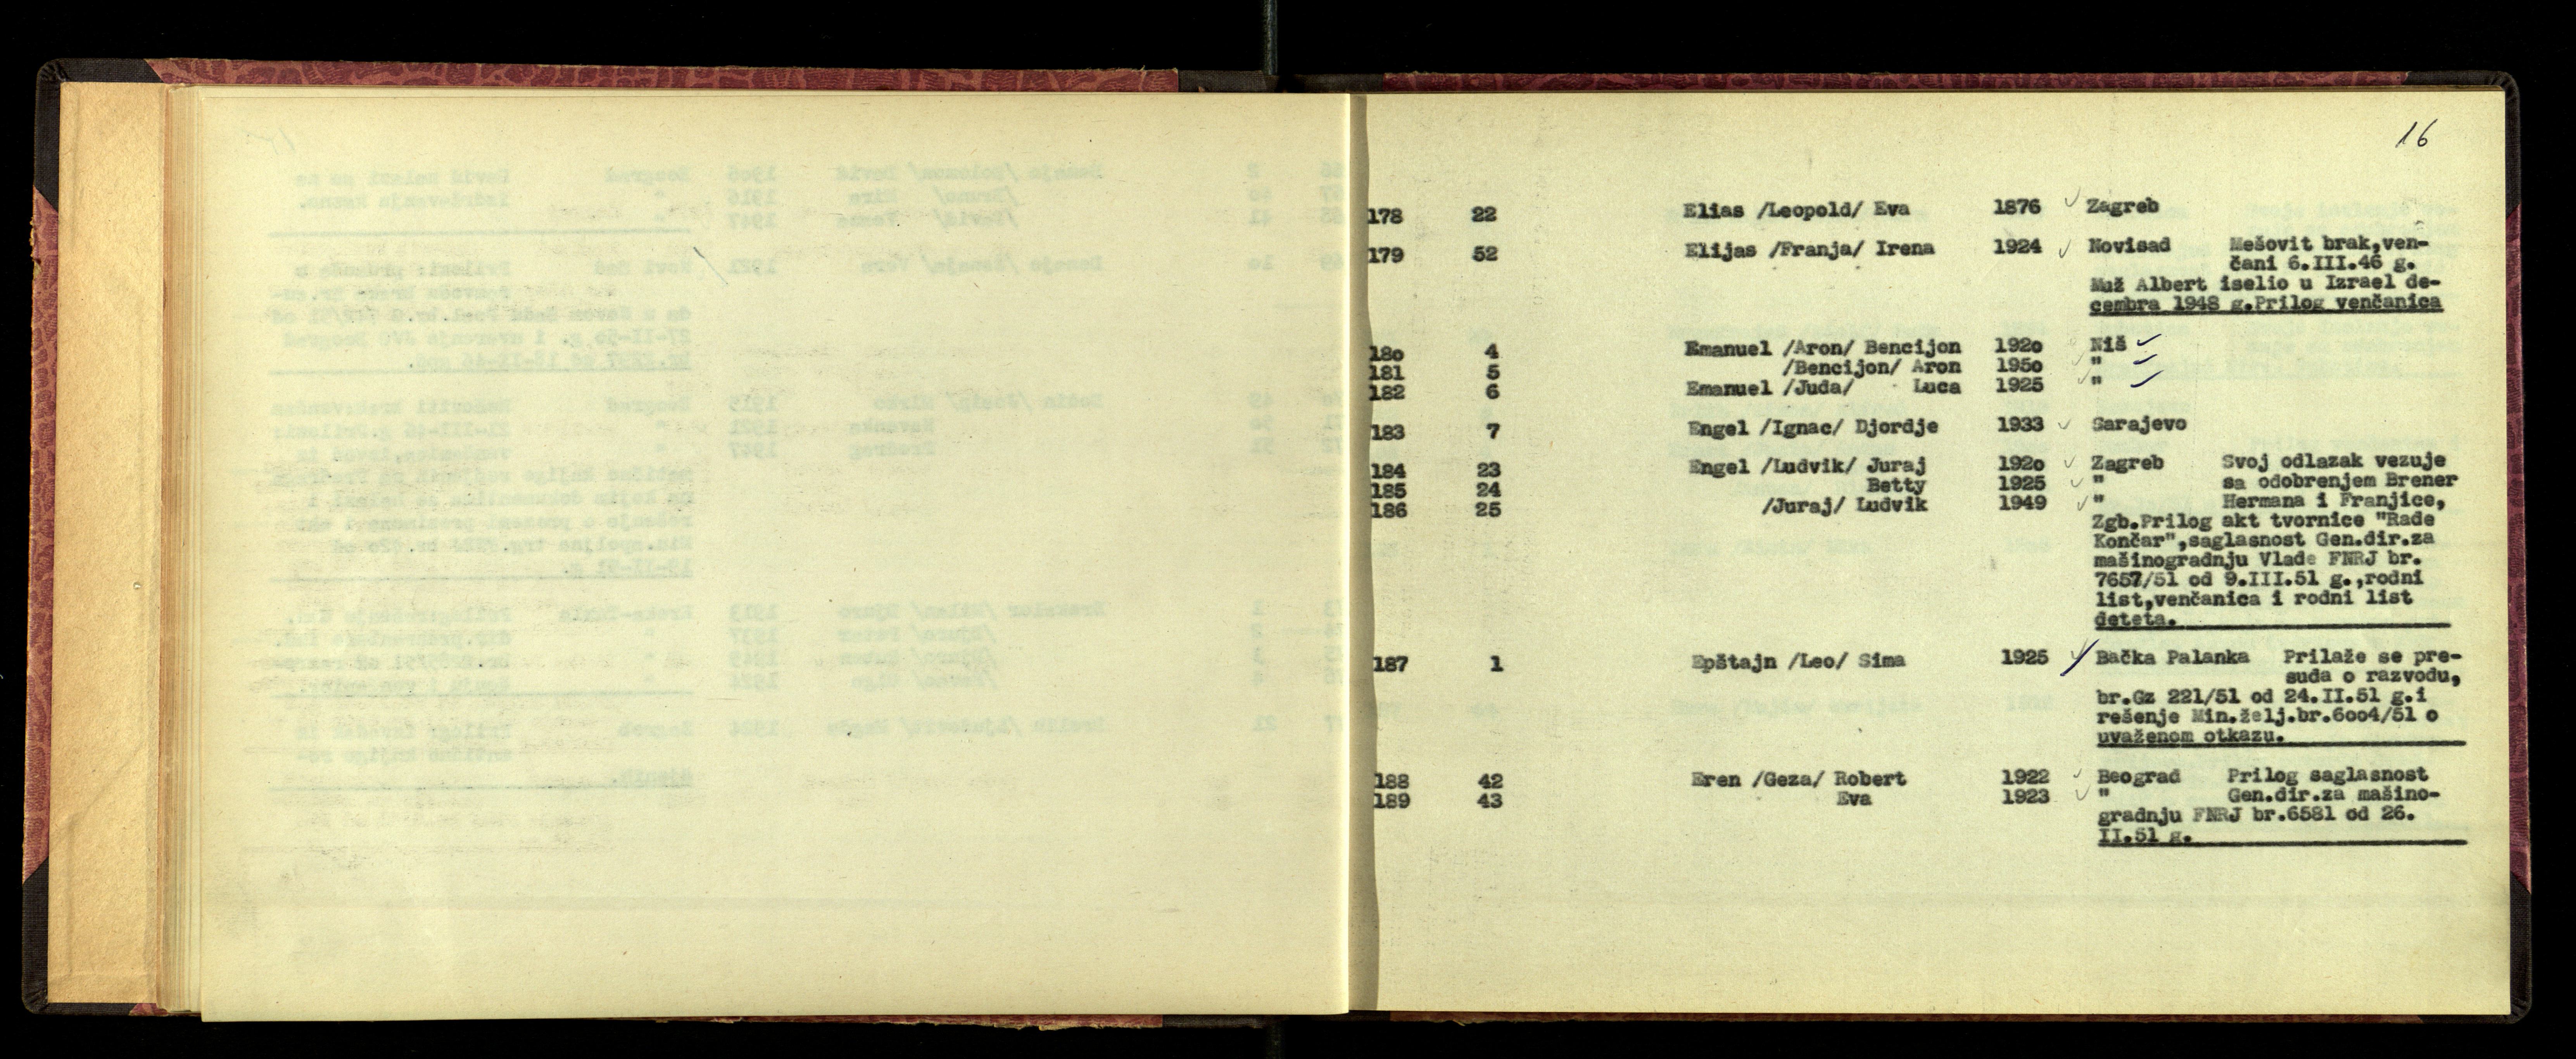 16
178 22 Elias /Leopold/ Eva 1876 ✓ Zagreb
179 52 Elijas /Franja/ Irena 1924 ✓ Novisad Mešovit brak,ven-
čani 6.III.46 g.
Muž Albert iselio u Izrael de-
cembra 1948 g.Prilog venčanica
18o 4 Emanuel /Aron/ Bencijon 192o ✓ Niš ✓
181 5 /Bencijon/ Aron 195o ✓ " ✓
182 6 Emanuel /Juda/ Luca 1925 ✓ " ✓
183 7 Engel /Ignac/ Djordje 1933 ✓ Sarajevo
184 23 Engel /Ludvik/ Juraj 192o ✓ Zagreb Svoj odlazak vezuje
185 24 Betty 1925 ✓ " sa odobrenjem Brener
186 25 /Juraj/ Ludvik 1949 ✓ " Hermana i Franjice,
Zgb.Prilog akt tvornice "Rade
Končar",saglasnost Gen.dir.za
mašinogradnju Vlade FNRJ br.
7657/51 od 9.III.51 g.,rodni
list,venčanica i rodni list
deteta.
187 1 Epštajn /Leo/ Sima 1925 ✓ Bačka Palanka Prilaže se pre-
suda o razvodu,
br.Gz 221/51 od 24.II.51 g.i
rešenje Min.želj.br.6oo4/51 o
uvaženom otkazu.
188 42 Eren /Geza/ Robert 1922 ✓ Beograd Prilog saglasnost
189 43 Eva 1923 ✓ " Gen.dir.za mašino-
gradnju FNRJ br.6581 od 26.
II.51 g.